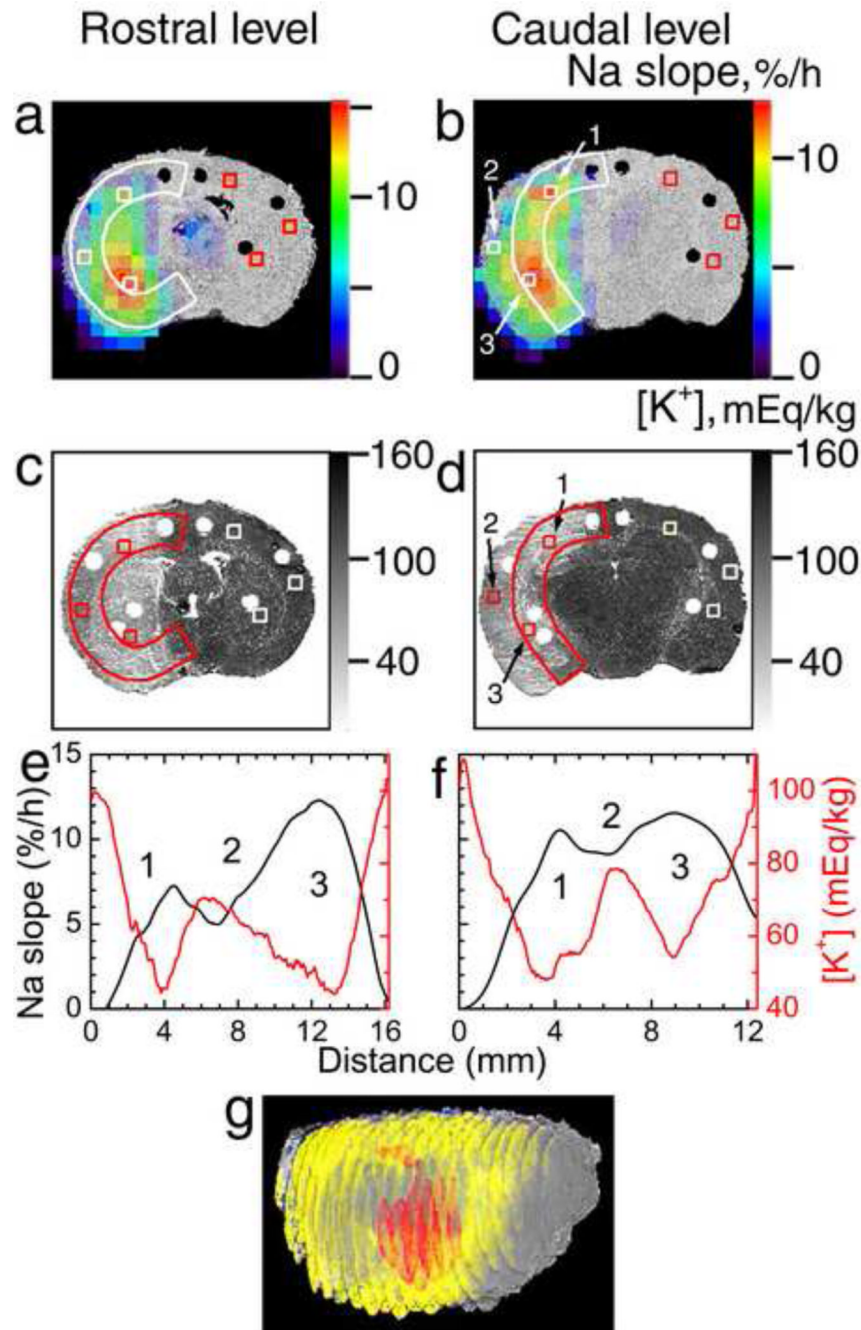 Rostral level
Caudal level
Na slope, %/h
a
10
0
b
1
2
3
10
0
[K⁺], mEq/kg
c
160
100
40
d
1
2
3
160
100
40
e
15
10
5
0
Na slope (%/h)
1
2
3
0 4 8 12 16
f
1
2
3
100
80
60
40
[K⁺] (mEq/kg)
0 4 8 12
Distance (mm)
g